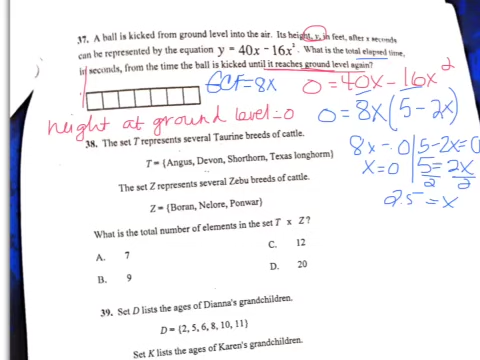 37. A ball is kicked from ground level into the air. Its height, y, in feet, after x seconds
can be represented by the equation y = 40x − 16x². What is the total elapsed time,
in seconds, from the time the ball is kicked until it reaches ground level again?
GCF = 8X
0 = 40x − 16x²
0 = 8x(5 − 2x)
height at ground level = 0
8x = 0 | 5 − 2x = 0
x = 0 | 5 = 2x
2 2
2.5 = x
38. The set T represents several Taurine breeds of cattle.
T = {Angus, Devon, Shorthorn, Texas longhorn}
The set Z represents several Zebu breeds of cattle.
Z = {Boran, Nelore, Ponwar}
What is the total number of elements in the set T x Z?
A. 7
B. 9
C. 12
D. 20
39. Set D lists the ages of Dianna's grandchildren.
D = {2, 5, 6, 8, 10, 11}
Set K lists the ages of Karen's grandchildren.